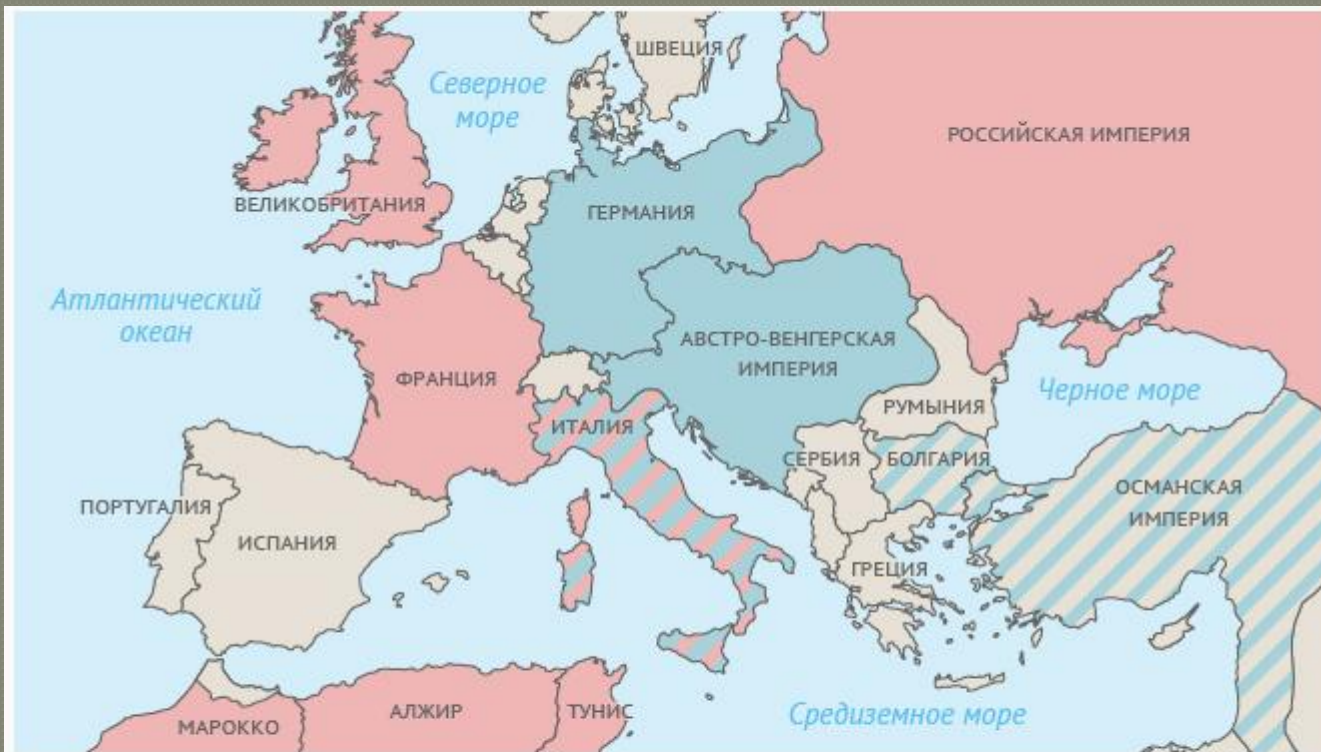 ШВЕЦИЯ
Северное
море
РОССИЙСКАЯ ИМПЕРИЯ
ВЕЛИКОБРИТАНИЯ
ГЕРМАНИЯ
Атлантический
океан
АВСТРО-ВЕНГЕРСКАЯ
ИМПЕРИЯ
ФРАНЦИЯ
Черное море
РУМЫНИЯ
ИТАЛИЯ
СЕРБИЯ
БОЛГАРИЯ
ОСМАНСКАЯ
ИМПЕРИЯ
ПОРТУГАЛИЯ
ИСПАНИЯ
ГРЕЦИЯ
МАРОККО
АЛЖИР
ТУНИС
Средиземное море